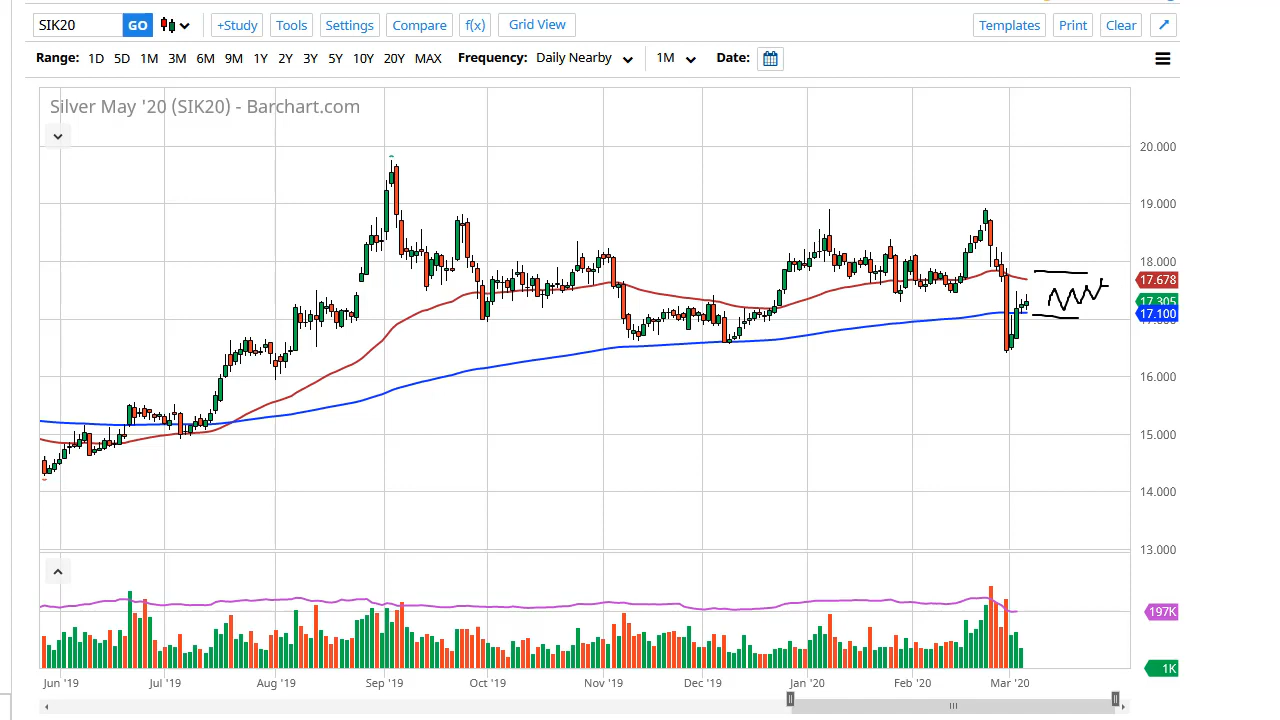 SIK20 GO +Study Tools Settings Compare f(x) Grid View Templates Print Clear
Range: 1D 5D 1M 3M 6M 9M 1Y 2Y 3Y 5Y 10Y 20Y MAX Frequency: Daily Nearby 1M Date:
Silver May '20 (SIK20) - Barchart.com
20.000
19.000
18.000
17.678
17.305
17.100
16.000
15.000
14.000
13.000
197K
1K
Jun '19 Jul '19 Aug '19 Sep '19 Oct '19 Nov '19 Dec '19 Jan '20 Feb '20 Mar '20